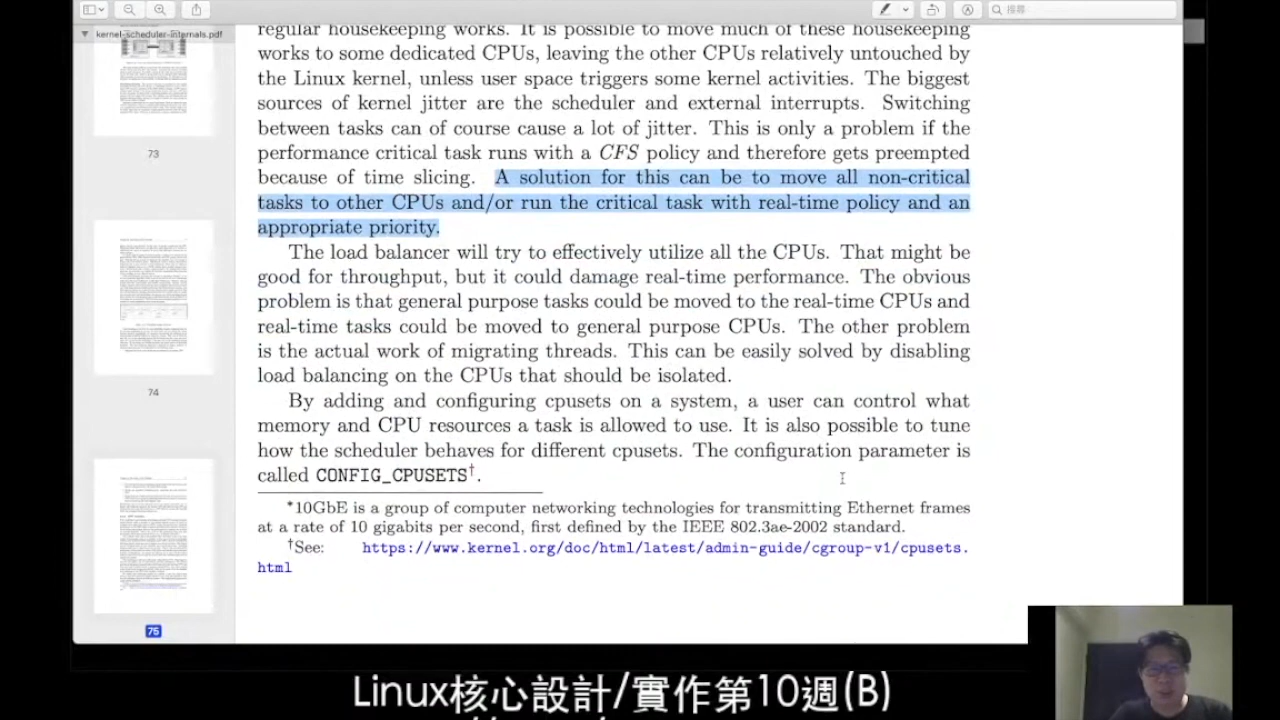 搜尋
kernel-scheduler-internals.pdf
regular housekeeping works. It is possible to move much of these housekeeping
works to some dedicated CPUs, leaving the other CPUs relatively untouched by
the Linux kernel, unless user space triggers some kernel activities. The biggest
sources of kernel jitter are the scheduler and external interrupts. Switching
between tasks can of course cause a lot of jitter. This is only a problem if the
performance critical task runs with a CFS policy and therefore gets preempted
because of time slicing. A solution for this can be to move all non-critical
tasks to other CPUs and/or run the critical task with real-time policy and an
appropriate priority.
The load balancer will try to effectively utilize all the CPUs. That might be
good for throughput, but it could damage real-time performance. The obvious
problem is that general purpose tasks could be moved to the real-time CPUs and
real-time tasks could be moved to general purpose CPUs. The other problem
is the actual work of migrating threads. This can be easily solved by disabling
load balancing on the CPUs that should be isolated.
By adding and configuring cpusets on a system, a user can control what
memory and CPU resources a task is allowed to use. It is also possible to tune
how the scheduler behaves for different cpusets. The configuration parameter is
called CONFIG_CPUSETS†.
*10GbE is a group of computer networking technologies for transmitting Ethernet frames
at a rate of 10 gigabits per second, first defined by the IEEE 802.3ae-2002 standard.
†See: https://www.kernel.org/doc/html/latest/admin-guide/cgroup-v1/cpusets.
html
73
74
75
Linux核心設計/實作第10週(B)